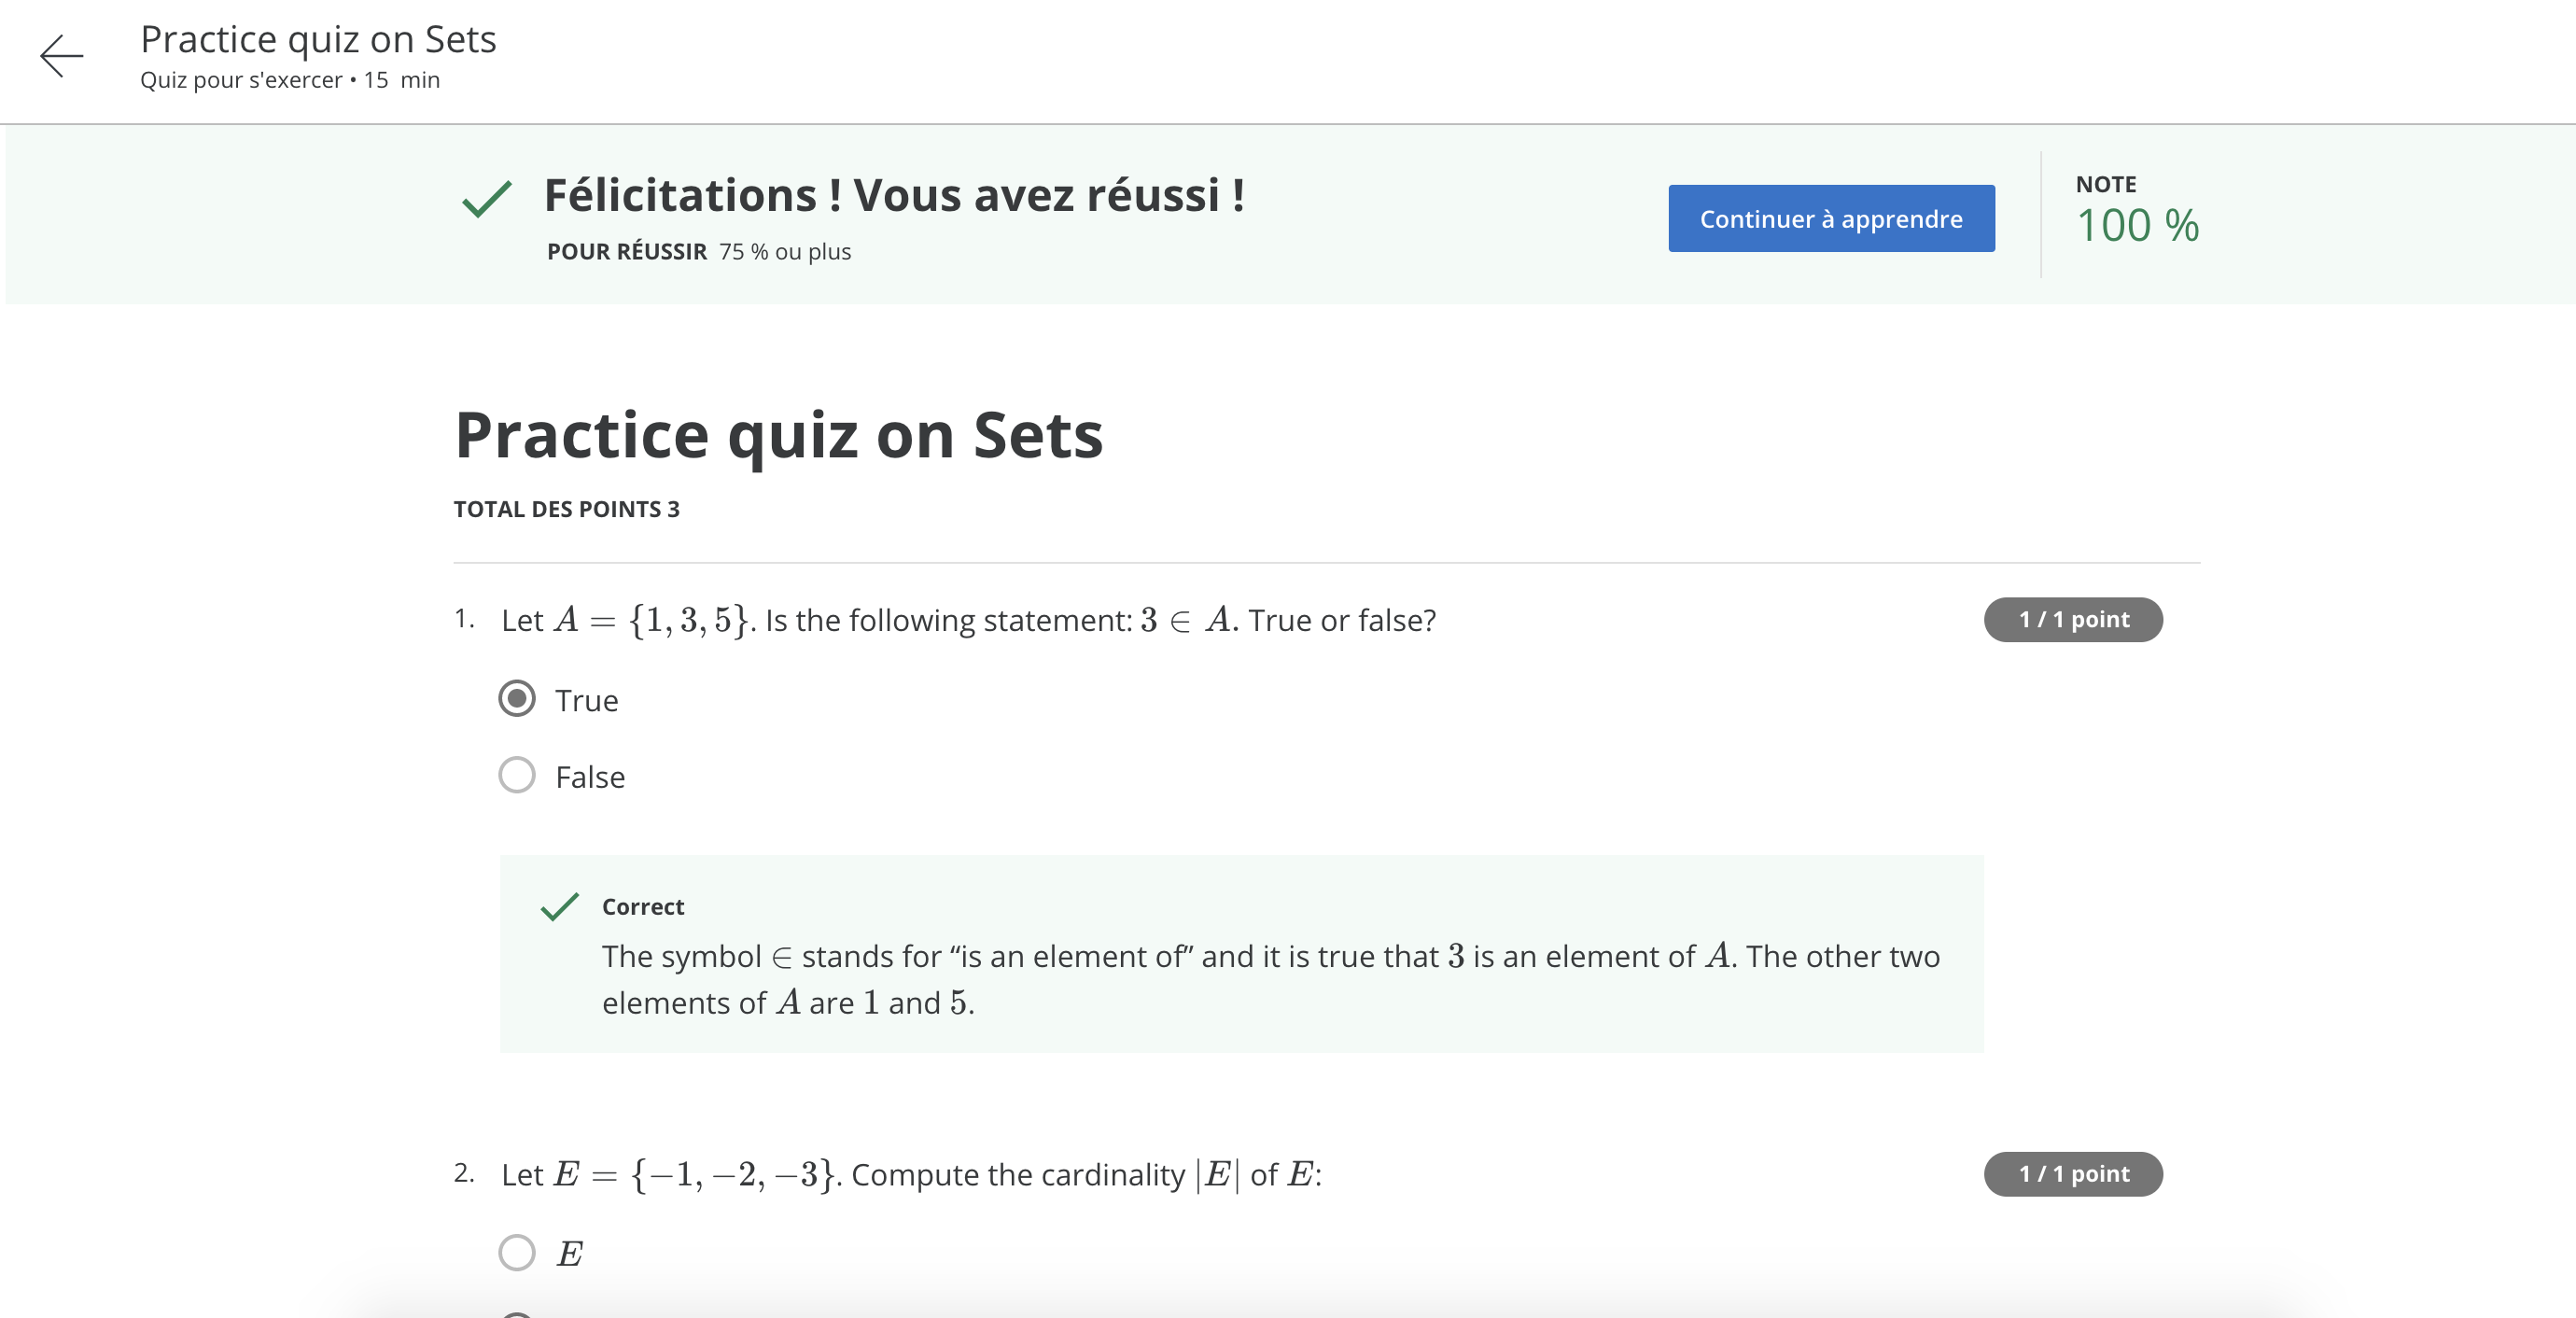 Practice quiz on Sets
Quiz pour s'exercer • 15 min
Félicitations ! Vous avez réussi !
POUR RÉUSSIR 75 % ou plus
Continuer à apprendre
NOTE
100 %
Practice quiz on Sets
TOTAL DES POINTS 3
1. Let A = {1, 3, 5}. Is the following statement: 3 ∈ A. True or false?
1 / 1 point
True
False
Correct
The symbol ∈ stands for “is an element of” and it is true that 3 is an element of A. The other two
elements of A are 1 and 5.
2. Let E = {−1, −2, −3}. Compute the cardinality |E| of E:
1 / 1 point
E